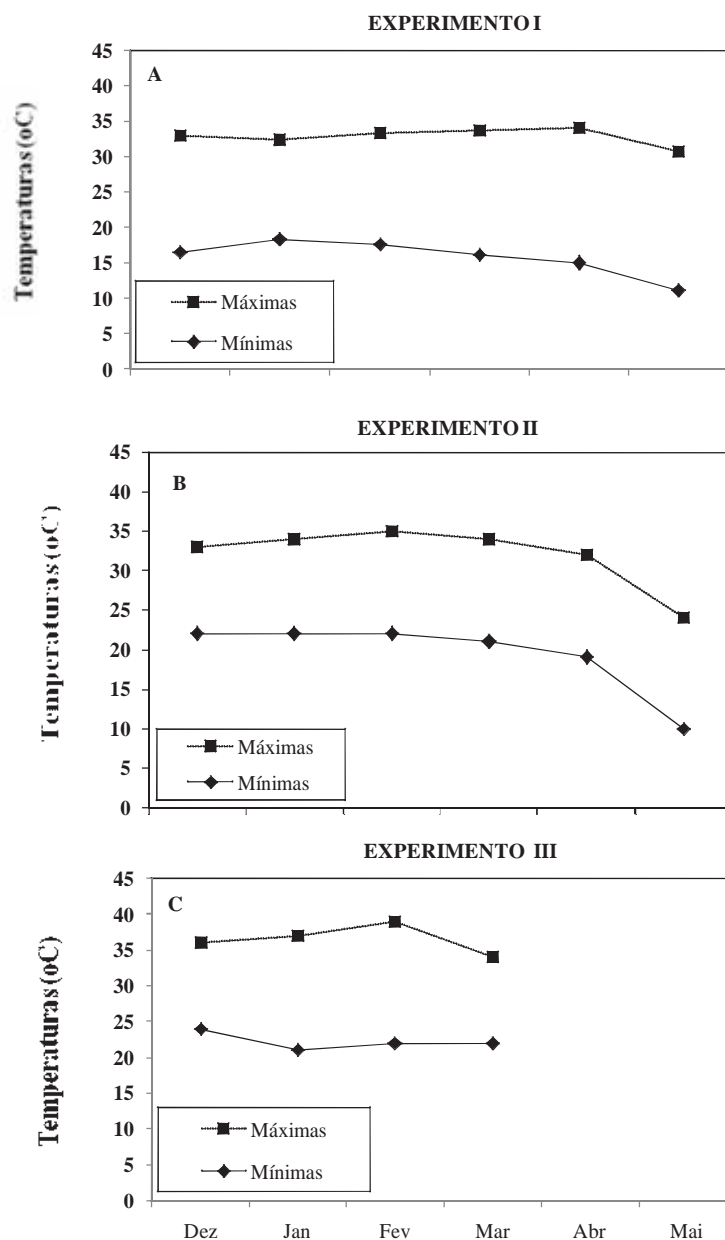 EXPERIMENTO I
A
Temperaturas (oC)
45
40
35
30
25
20
15
10
5
0
Máximas
Mínimas
EXPERIMENTO II
B
Temperaturas (oC)
45
40
35
30
25
20
15
10
5
0
Máximas
Mínimas
EXPERIMENTO III
C
Temperaturas (oC)
45
40
35
30
25
20
15
10
5
0
Máximas
Mínimas
Dez Jan Fev Mar Abr Mai